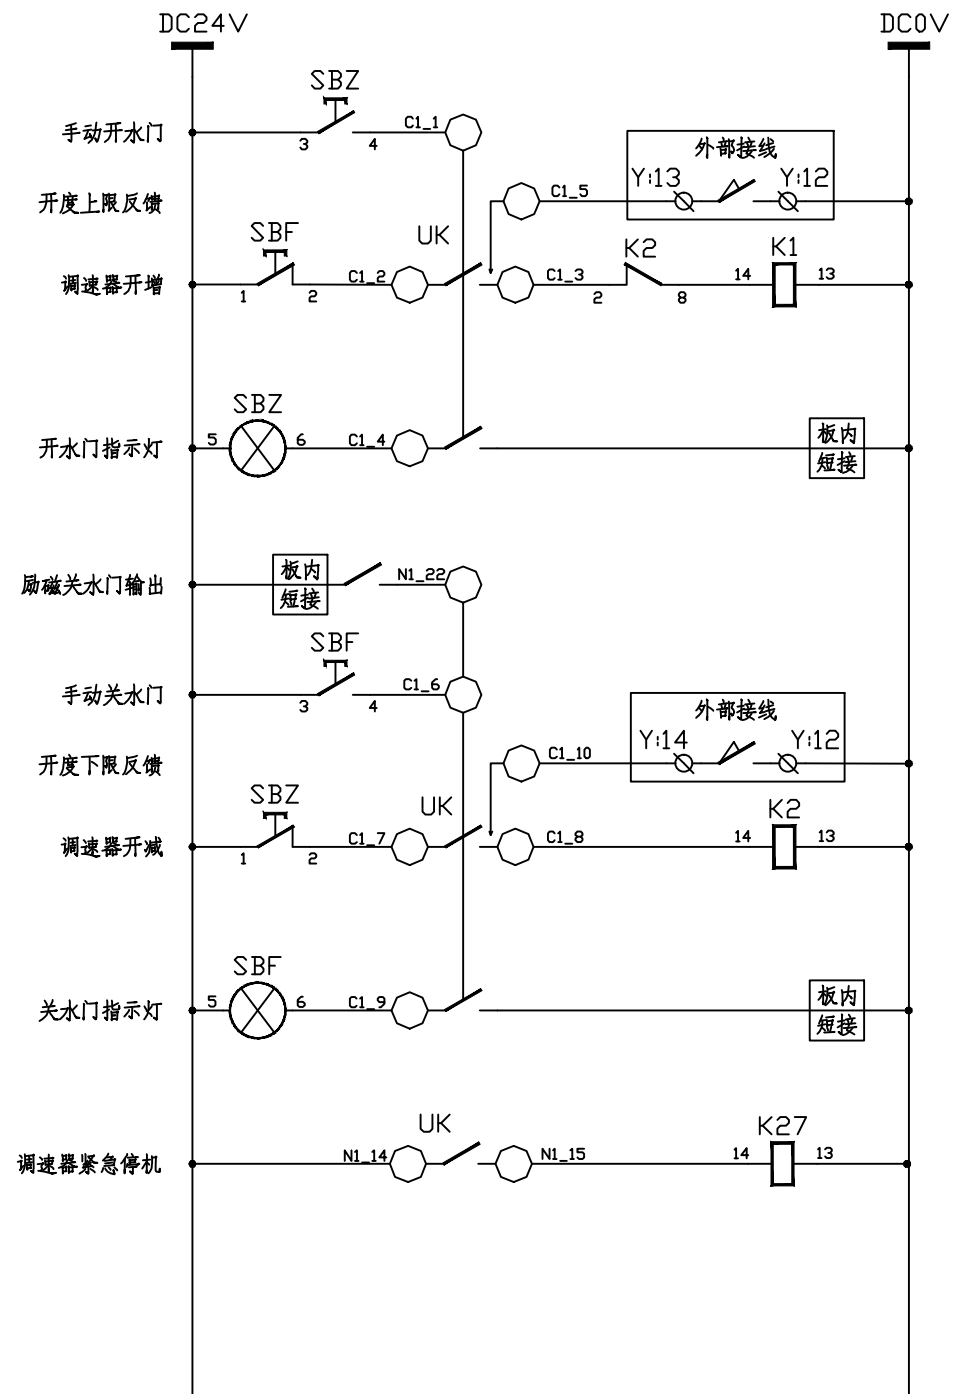 DC24V DC0V
SBZ
手动开水门 3 4 C1_1
外部接线
Y:13 Y:12
开度上限反馈 C1_5
SBF UK K2 K1
调速器开增 1 2 C1_2 C1_3 2 8 14 13
SBZ
开水门指示灯 5 6 C1_4 板内
短接
励磁关水门输出 板内 N1_22
短接
SBF
手动关水门 3 4 C1_6
外部接线
Y:14 Y:12
开度下限反馈 C1_10
SBZ UK K2
调速器开减 1 2 C1_7 C1_8 14 13
SBF
关水门指示灯 5 6 C1_9 板内
短接
UK K27
调速器紧急停机 N1_14 N1_15 14 13